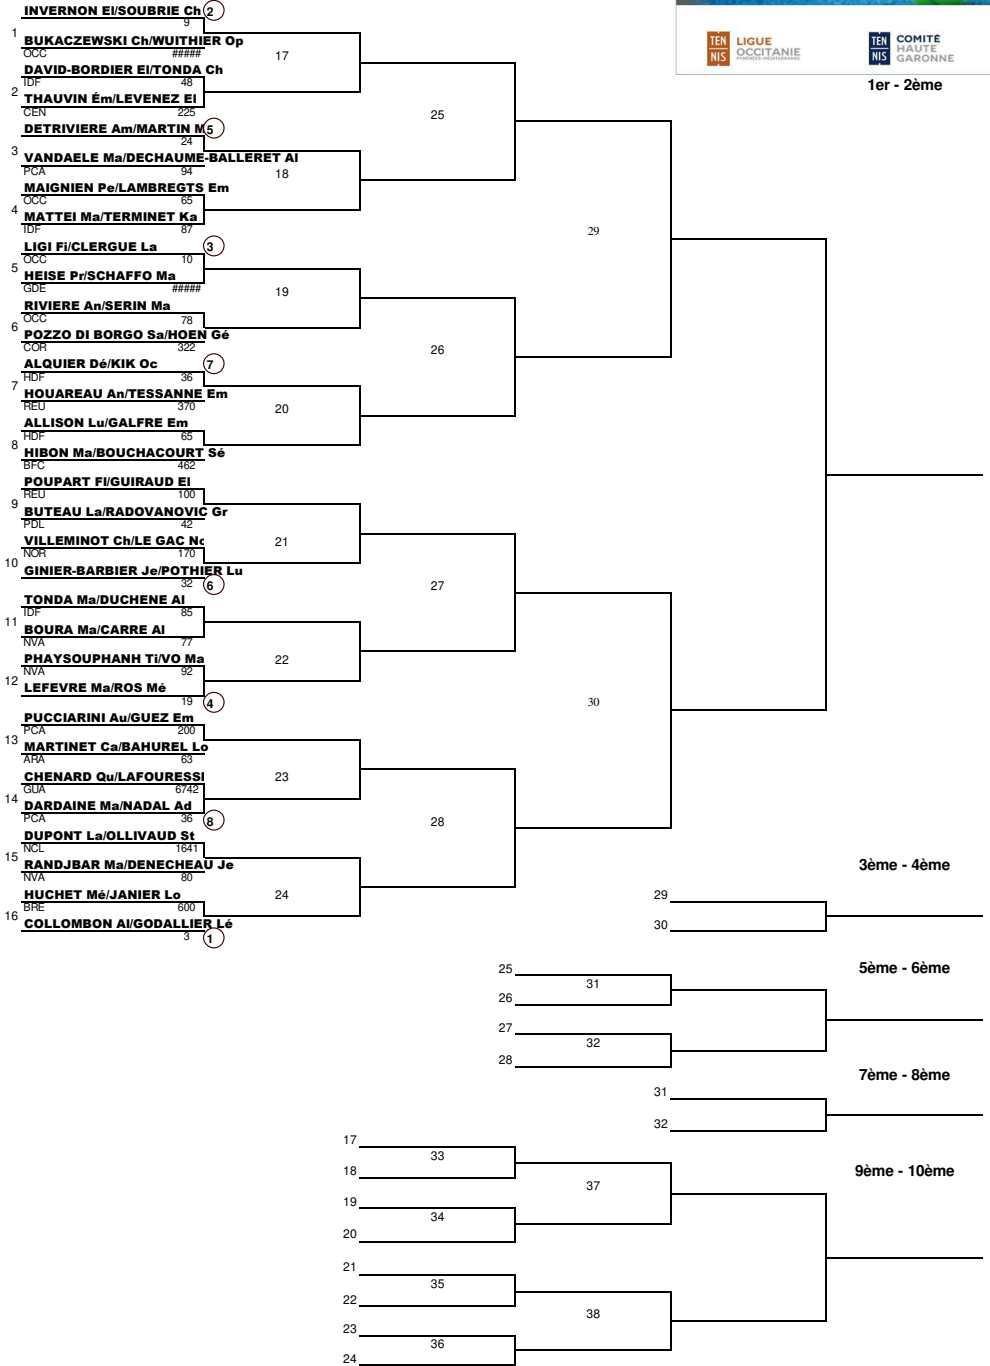 INVERNON El/SOUBRIE Ch 2
9
1
BUKACZEWSKI Ch/WUITHIER Op
OCC #####
17
DAVID-BORDIER El/TONDA Ch
IDF 48
2
THAUVIN Ém/LEVENEZ El
CEN 225
25
DETRIVIERE Am/MARTIN M 5
24
3
VANDAELE Ma/DECHAUME-BALLERET Al
PCA 94
18
MAIGNIEN Pe/LAMBREGTS Em
OCC 65
4
MATTEI Ma/TERMINET Ka
IDF 87
29
LIGI Fi/CLERGUE La 3
OCC 10
5
HEISE Pr/SCHAFFO Ma
GDE #####
19
RIVIERE An/SERIN Ma
OCC 78
6
POZZO DI BORGO Sa/HOEN Gé
COR 322
26
ALQUIER Dé/KIK Oc 7
HDF 36
7
HOUAREAU An/TESSANNE Em
REU 370
20
ALLISON Lu/GALFRE Em
HDF 65
8
HIBON Ma/BOUCHACOURT Sé
BFC 462
POUPART Fl/GUIRAUD El
REU 100
9
BUTEAU La/RADOVANOVIC Gr
PDL 42
21
VILLEMINOT Ch/LE GAC No
NOR 170
10
GINIER-BARBIER Je/POTHIER Lu
32 6
27
TONDA Ma/DUCHENE Al
IDF 85
11
BOURA Ma/CARRE Al
NVA 77
22
PHAYSOUPHANH Ti/VO Ma
NVA 92
12
LEFEVRE Ma/ROS Mé
19 4
30
PUCCIARINI Au/GUEZ Em
PCA 200
13
MARTINET Ca/BAHUREL Lo
ARA 63
23
CHENARD Qu/LAFOURESSE
GUA 6742
14
DARDAINE Ma/NADAL Ad
PCA 36 8
28
DUPONT La/OLLIVAUD St
NCL 1641
15
RANDJBAR Ma/DENECHEAU Je
NVA 80
24
HUCHET Mé/JANIER Lo
BRE 600
16
COLLOMBON Al/GODALLIER Lé
3 1
TEN NIS
LIGUE
OCCITANIE
PYRÉNÉES-MÉDITERRANÉE
TEN NIS
COMITÉ
HAUTE
GARONNE
1er - 2ème
3ème - 4ème
29
30
5ème - 6ème
25
31
26
27
32
28
7ème - 8ème
31
32
9ème - 10ème
17
33
18
37
19
34
20
21
35
22
38
23
36
24